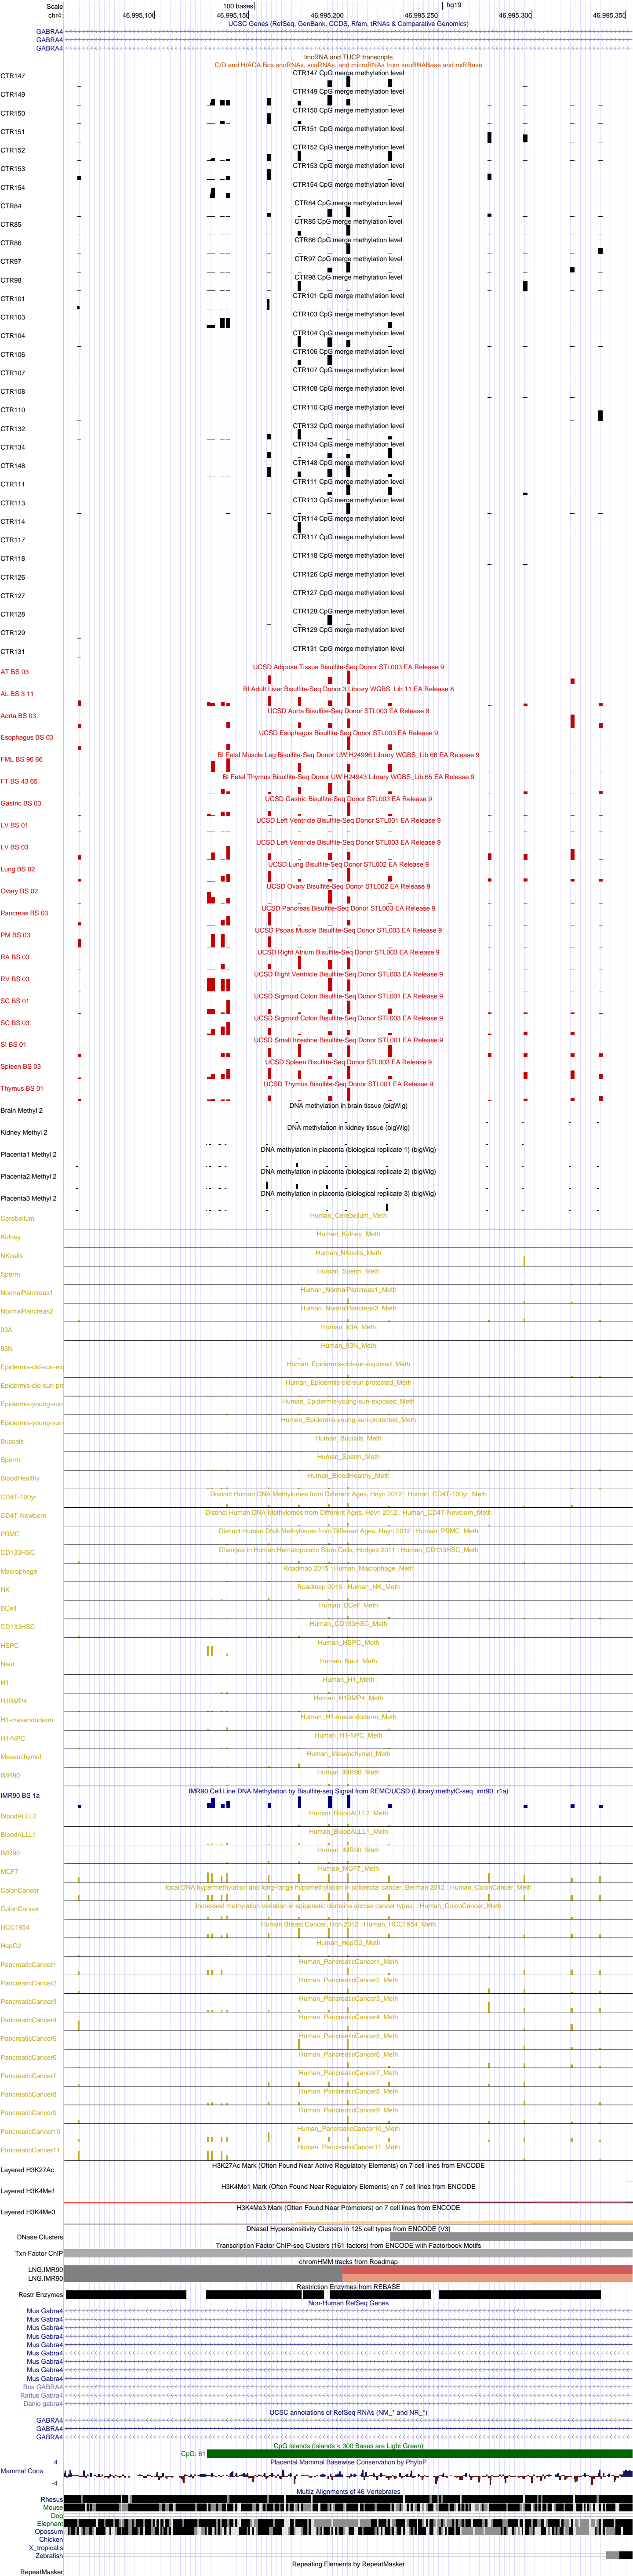 Scale 100 bases hg19
chr4: 46,995,100 46,995,150 46,995,200 46,995,250 46,995,300 46,995,350
UCSC Genes (RefSeq, GenBank, CCDS, Rfam, tRNAs & Comparative Genomics)
GABRA4
GABRA4
GABRA4
lincRNA and TUCP transcripts
C/D and H/ACA Box snoRNAs, scaRNAs, and microRNAs from snoRNABase and miRBase
CTR147 CpG merge methylation level
CTR147
CTR149 CpG merge methylation level
CTR149
CTR150 CpG merge methylation level
CTR150
CTR151 CpG merge methylation level
CTR151
CTR152 CpG merge methylation level
CTR152
CTR153 CpG merge methylation level
CTR153
CTR154 CpG merge methylation level
CTR154
CTR84 CpG merge methylation level
CTR84
CTR85 CpG merge methylation level
CTR85
CTR86 CpG merge methylation level
CTR86
CTR97 CpG merge methylation level
CTR97
CTR98 CpG merge methylation level
CTR98
CTR101 CpG merge methylation level
CTR101
CTR103 CpG merge methylation level
CTR103
CTR104 CpG merge methylation level
CTR104
CTR106 CpG merge methylation level
CTR106
CTR107 CpG merge methylation level
CTR107
CTR108 CpG merge methylation level
CTR108
CTR110 CpG merge methylation level
CTR110
CTR132 CpG merge methylation level
CTR132
CTR134 CpG merge methylation level
CTR134
CTR148 CpG merge methylation level
CTR148
CTR111 CpG merge methylation level
CTR111
CTR113 CpG merge methylation level
CTR113
CTR114 CpG merge methylation level
CTR114
CTR117 CpG merge methylation level
CTR117
CTR118 CpG merge methylation level
CTR118
CTR126 CpG merge methylation level
CTR126
CTR127 CpG merge methylation level
CTR127
CTR128 CpG merge methylation level
CTR128
CTR129 CpG merge methylation level
CTR129
CTR131 CpG merge methylation level
CTR131
UCSD Adipose Tissue Bisulfite-Seq Donor STL003 EA Release 9
AT BS 03
BI Adult Liver Bisulfite-Seq Donor 3 Library WGBS_Lib 11 EA Release 8
AL BS 3 11
UCSD Aorta Bisulfite-Seq Donor STL003 EA Release 9
Aorta BS 03
UCSD Esophagus Bisulfite-Seq Donor STL003 EA Release 9
Esophagus BS 03
BI Fetal Muscle Leg Bisulfite-Seq Donor UW H24996 Library WGBS_Lib 66 EA Release 9
FML BS 96 66
BI Fetal Thymus Bisulfite-Seq Donor UW H24943 Library WGBS_Lib 65 EA Release 9
FT BS 43 65
UCSD Gastric Bisulfite-Seq Donor STL003 EA Release 9
Gastric BS 03
UCSD Left Ventricle Bisulfite-Seq Donor STL001 EA Release 9
LV BS 01
UCSD Left Ventricle Bisulfite-Seq Donor STL003 EA Release 9
LV BS 03
UCSD Lung Bisulfite-Seq Donor STL002 EA Release 9
Lung BS 02
UCSD Ovary Bisulfite-Seq Donor STL002 EA Release 9
Ovary BS 02
UCSD Pancreas Bisulfite-Seq Donor STL003 EA Release 9
Pancreas BS 03
UCSD Psoas Muscle Bisulfite-Seq Donor STL003 EA Release 9
PM BS 03
UCSD Right Atrium Bisulfite-Seq Donor STL003 EA Release 9
RA BS 03
UCSD Right Ventricle Bisulfite-Seq Donor STL003 EA Release 9
RV BS 03
UCSD Sigmoid Colon Bisulfite-Seq Donor STL001 EA Release 9
SC BS 01
UCSD Sigmoid Colon Bisulfite-Seq Donor STL003 EA Release 9
SC BS 03
UCSD Small Intestine Bisulfite-Seq Donor STL001 EA Release 9
SI BS 01
UCSD Spleen Bisulfite-Seq Donor STL003 EA Release 9
Spleen BS 03
UCSD Thymus Bisulfite-Seq Donor STL001 EA Release 9
Thymus BS 01
DNA methylation in brain tissue (bigWig)
Brain Methyl 2
DNA methylation in kidney tissue (bigWig)
Kidney Methyl 2
DNA methylation in placenta (biological replicate 1) (bigWig)
Placenta1 Methyl 2
DNA methylation in placenta (biological replicate 2) (bigWig)
Placenta2 Methyl 2
DNA methylation in placenta (biological replicate 3) (bigWig)
Placenta3 Methyl 2
Human_Cerebellum_Meth
Cerebellum
Human_Kidney_Meth
Kidney
Human_NKcells_Meth
NKcells
Human_Sperm_Meth
Sperm
Human_NormalPancreas1_Meth
NormalPancreas1
Human_NormalPancreas2_Meth
NormalPancreas2
Human_93A_Meth
93A
Human_93N_Meth
93N
Human_Epidermis-old-sun-exposed_Meth
Epidermis-old-sun-ex
Human_Epidermis-old-sun-protected_Meth
Epidermis-old-sun-pr
Human_Epidermis-young-sun-exposed_Meth
Epidermis-young-sun
Human_Epidermis-young-sun-protected_Meth
Epidermis-young-sun
Human_Buccals_Meth
Buccals
Human_Sperm_Meth
Sperm
Human_BloodHealthy_Meth
BloodHealthy
Distinct Human DNA Methylomes from Different Ages, Heyn 2012 : Human_CD4T-100yr_Meth
CD4T-100yr
Distinct Human DNA Methylomes from Different Ages, Heyn 2012 : Human_CD4T-Newborn_Meth
CD4T-Newborn
Distinct Human DNA Methylomes from Different Ages, Heyn 2012 : Human_PBMC_Meth
PBMC
Changes in Human Hematopoietic Stem Cells, Hodges 2011 : Human_CD133HSC_Meth
CD133HSC
Roadmap 2015 : Human_Macrophage_Meth
Macrophage
Roadmap 2015 : Human_NK_Meth
NK
Human_BCell_Meth
BCell
Human_CD133HSC_Meth
CD133HSC
Human_HSPC_Meth
HSPC
Human_Neut_Meth
Neut
Human_H1_Meth
H1
Human_H1BMP4_Meth
H1BMP4
Human_H1-mesendoderm_Meth
H1-mesendoderm
Human_H1-NPC_Meth
H1-NPC
Human_Mesenchymal_Meth
Mesenchymal
Human_IMR90_Meth
IMR90
IMR90 Cell Line DNA Methylation by Bisulfite-seq Signal from REMC/UCSD (Library:methylC-seq_imr90_r1a)
IMR90 BS 1a
Human_BloodALLL2_Meth
BloodALLL2
Human_BloodALLL1_Meth
BloodALLL1
Human_IMR90_Meth
IMR90
Human_MCF7_Meth
MCF7
focal DNA hypermethylation and long-range hypomethylation in colorectal cancer, Berman 2012 : Human_ColonCancer_Meth
ColonCancer
Increased methylation variation in epigenetic domains across cancer types. : Human_ColonCancer_Meth
ColonCancer
Human Breast Cancer, Hon 2012 : Human_HCC1954_Meth
HCC1954
Human_HepG2_Meth
HepG2
Human_PancreaticCancer1_Meth
PancreaticCancer1
Human_PancreaticCancer2_Meth
PancreaticCancer2
Human_PancreaticCancer3_Meth
PancreaticCancer3
Human_PancreaticCancer4_Meth
PancreaticCancer4
Human_PancreaticCancer5_Meth
PancreaticCancer5
Human_PancreaticCancer6_Meth
PancreaticCancer6
Human_PancreaticCancer7_Meth
PancreaticCancer7
Human_PancreaticCancer8_Meth
PancreaticCancer8
Human_PancreaticCancer9_Meth
PancreaticCancer9
Human_PancreaticCancer10_Meth
PancreaticCancer10
Human_PancreaticCancer11_Meth
PancreaticCancer11
H3K27Ac Mark (Often Found Near Active Regulatory Elements) on 7 cell lines from ENCODE
Layered H3K27Ac
H3K4Me1 Mark (Often Found Near Regulatory Elements) on 7 cell lines from ENCODE
Layered H3K4Me1
H3K4Me3 Mark (Often Found Near Promoters) on 7 cell lines from ENCODE
Layered H3K4Me3
DNaseI Hypersensitivity Clusters in 125 cell types from ENCODE (V3)
DNase Clusters
Transcription Factor ChIP-seq Clusters (161 factors) from ENCODE with Factorbook Motifs
Txn Factor ChIP
chromHMM tracks from Roadmap
LNG.IMR90
LNG.IMR90
Restriction Enzymes from REBASE
Restr Enzymes
Non-Human RefSeq Genes
Mus Gabra4
Mus Gabra4
Mus Gabra4
Mus Gabra4
Mus Gabra4
Mus Gabra4
Mus Gabra4
Mus Gabra4
Mus Gabra4
Bos GABRA4
Rattus Gabra4
Danio gabra4
UCSC annotations of RefSeq RNAs (NM_* and NR_*)
GABRA4
GABRA4
GABRA4
CpG Islands (Islands < 300 Bases are Light Green)
CpG: 61
Placental Mammal Basewise Conservation by PhyloP
4 _
Mammal Cons
-4 _
Multiz Alignments of 46 Vertebrates
Rhesus
Mouse
Dog
Elephant
Opossum
Chicken
X_tropicalis
Zebrafish
Repeating Elements by RepeatMasker
RepeatMasker